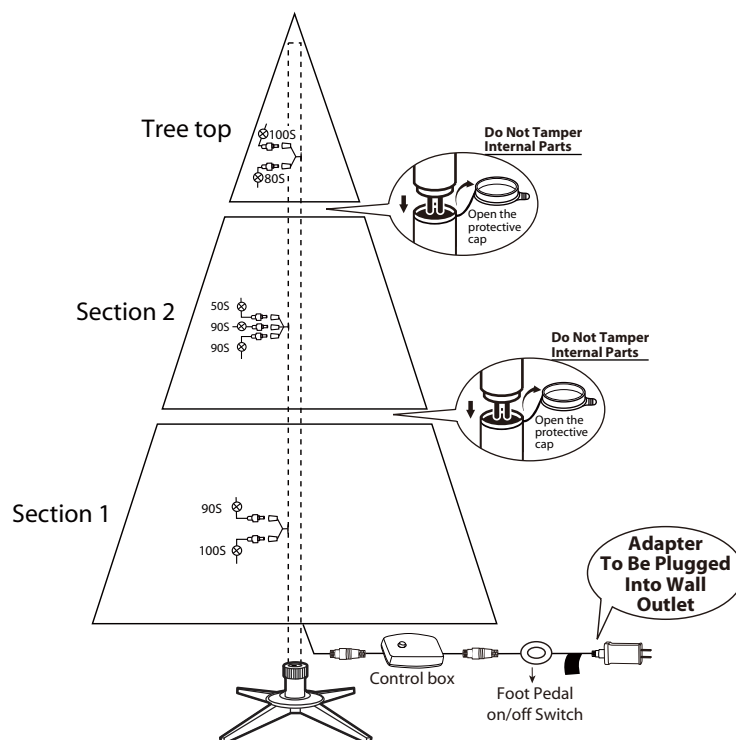 Tree top
100S
80S
Do Not Tamper
Internal Parts
Open the
protective
cap
Section 2
50S
90S
90S
Do Not Tamper
Internal Parts
Open the
protective
cap
Section 1
90S
100S
Adapter
To Be Plugged
Into Wall
Outlet
Control box
Foot Pedal
on/off Switch